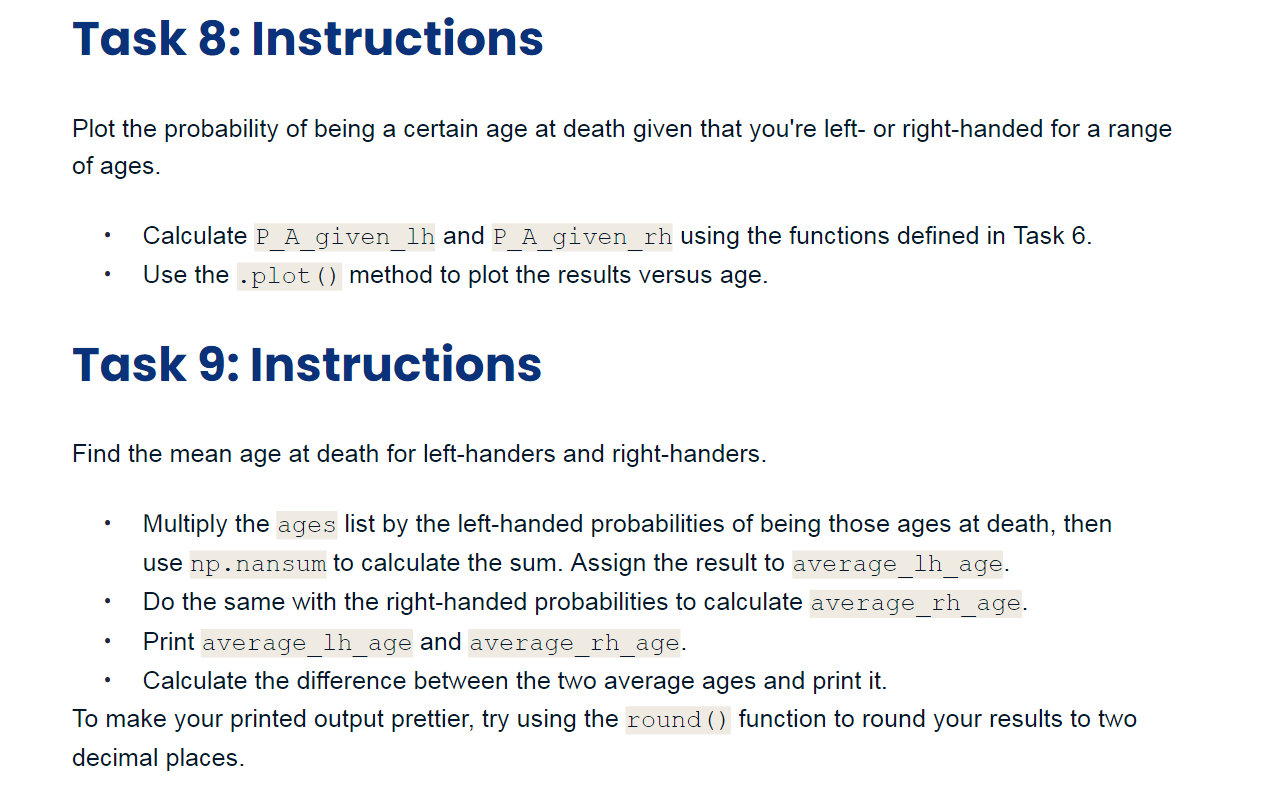 Task 8: Instructions
Plot the probability of being a certain age at death given that you're left- or right-handed for a range
of ages.
• Calculate P_A_given_lh and P_A_given_rh using the functions defined in Task 6.
• Use the .plot() method to plot the results versus age.
Task 9: Instructions
Find the mean age at death for left-handers and right-handers.
• Multiply the ages list by the left-handed probabilities of being those ages at death, then
use np.nansum to calculate the sum. Assign the result to average_lh_age.
• Do the same with the right-handed probabilities to calculate average_rh_age.
• Print average_lh_age and average_rh_age.
• Calculate the difference between the two average ages and print it.
To make your printed output prettier, try using the round() function to round your results to two
decimal places.